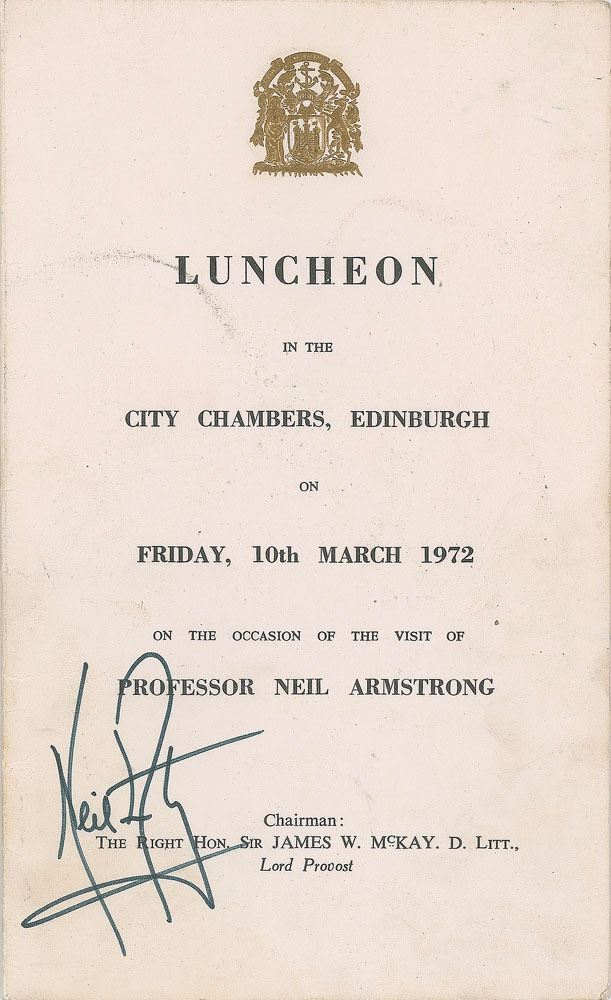 LUNCHEON
IN THE
CITY CHAMBERS, EDINBURGH
ON
FRIDAY, 10th MARCH 1972
ON THE OCCASION OF THE VISIT OF
PROFESSOR NEIL ARMSTRONG
Neil
Chairman:
THE RIGHT HON. SIR JAMES W. McKAY. D. LITT.,
Lord Provost